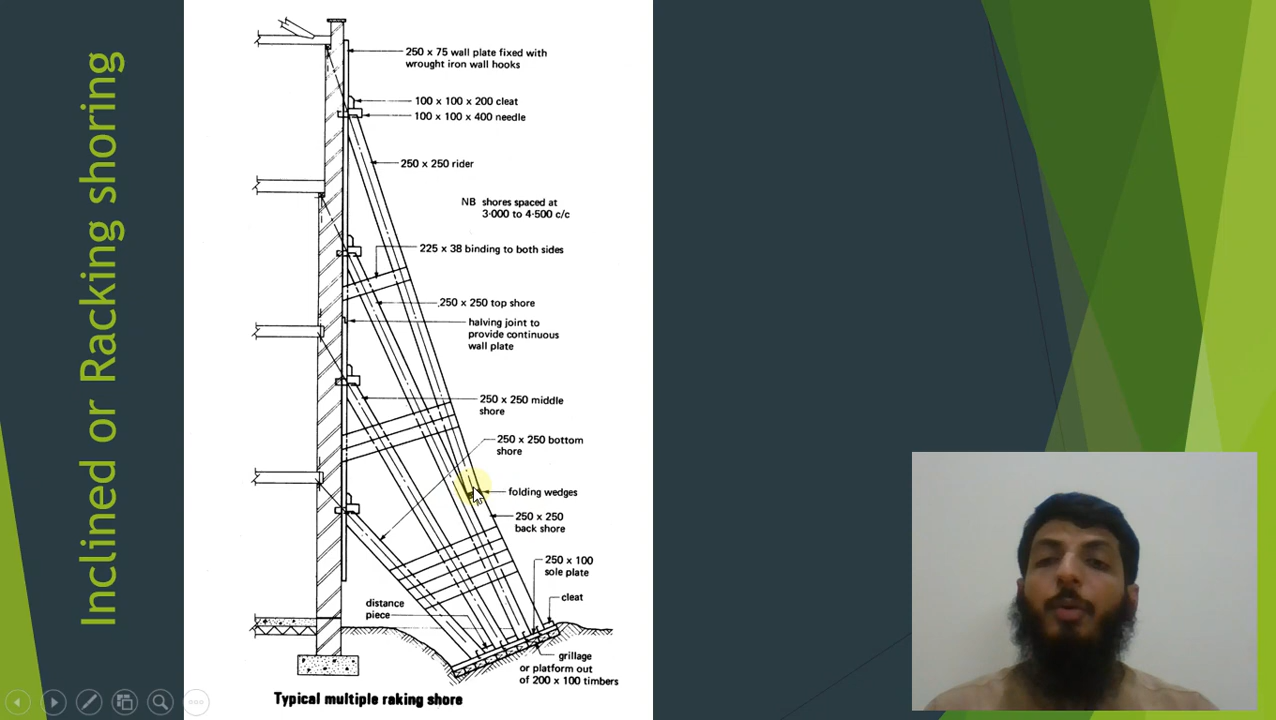 Inclined or Racking shoring
250 x 75 wall plate fixed with
wrought iron wall hooks
100 x 100 x 200 cleat
100 x 100 x 400 needle
250 x 250 rider
NB shores spaced at
3·000 to 4·500 c/c
225 x 38 binding to both sides
250 x 250 top shore
halving joint to
provide continuous
wall plate
250 x 250 middle
shore
250 x 250 bottom
shore
folding wedges
250 x 250
back shore
250 x 100
sole plate
cleat
distance
piece
grillage
or platform out
of 200 x 100 timbers
Typical multiple raking shore